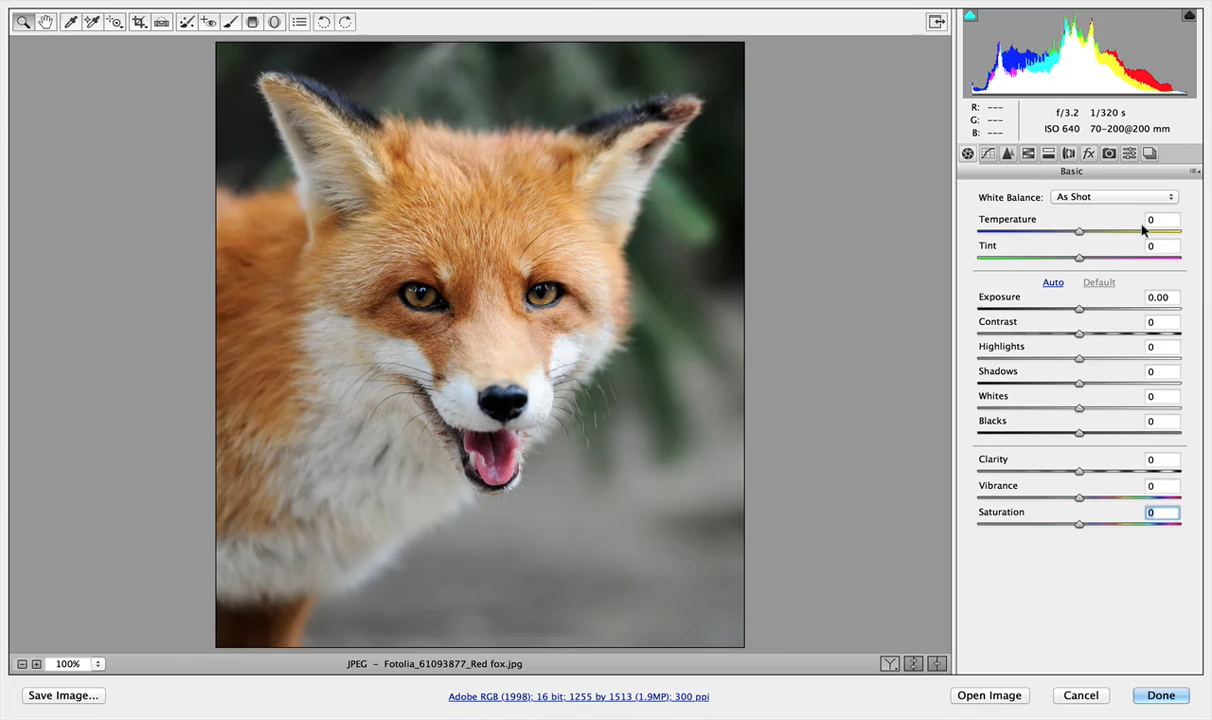 R: ---
G: ---
B: ---
f/3.2 1/320 s
ISO 640 70-200@200 mm
fx
Basic
White Balance: As Shot
Temperature 0
Tint 0
Auto Default
Exposure 0.00
Contrast 0
Highlights 0
Shadows 0
Whites 0
Blacks 0
Clarity 0
Vibrance 0
Saturation 0
100%
JPEG - Fotolia_61093877_Red fox.jpg
Y
Save Image...
Adobe RGB (1998); 16 bit; 1255 by 1513 (1.9MP); 300 ppi
Open Image
Cancel
Done